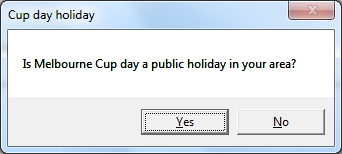 Cup day holiday
Is Melbourne Cup day a public holiday in your area?
Yes No